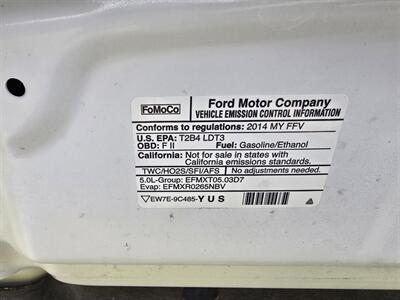 FoMoCo Ford Motor Company
VEHICLE EMISSION CONTROL INFORMATION
Conforms to regulations: 2014 MY FFV
U.S. EPA: T2B4 LDT3
OBD: F II Fuel: Gasoline/Ethanol
California: Not for sale in states with
California emissions standards.
TWC/HO2S/SFI/AFS No adjustments needed.
5.0L-Group: EFMXT05.03D7
Evap: EFMXR0265NBV
EW7E-9C485-Y U S